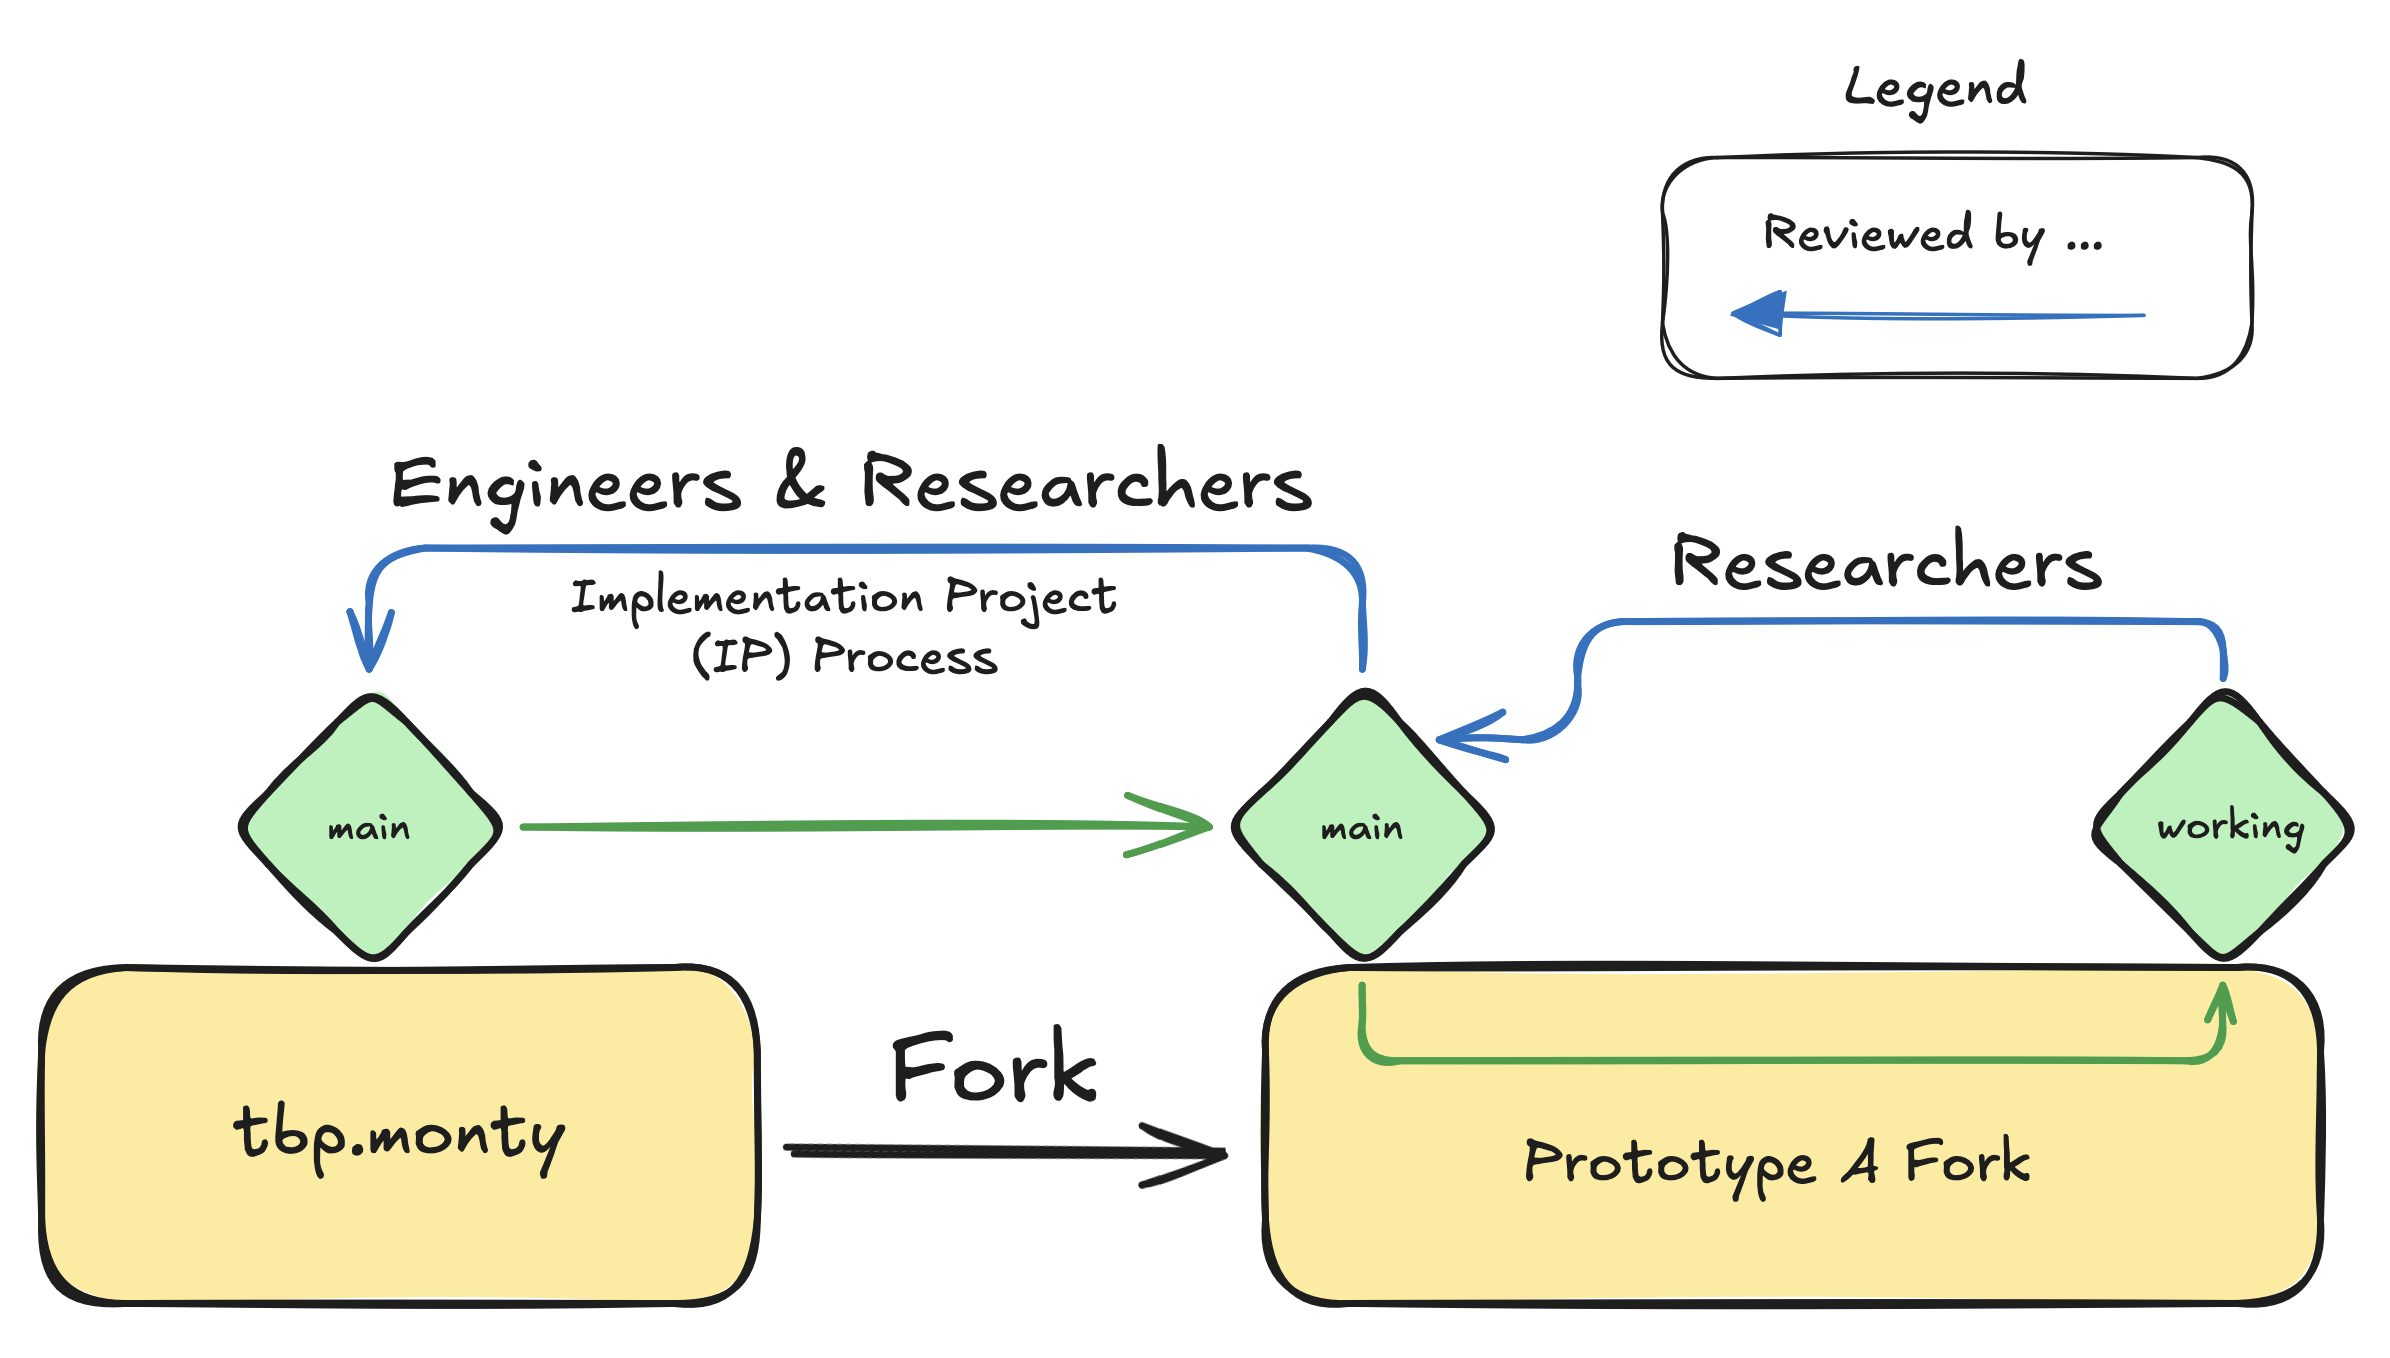 Legend
Reviewed by ...
Engineers & Researchers
Implementation Project
(IP) Process
Researchers
main
main
working
Fork
tbp.monty
Prototype A Fork